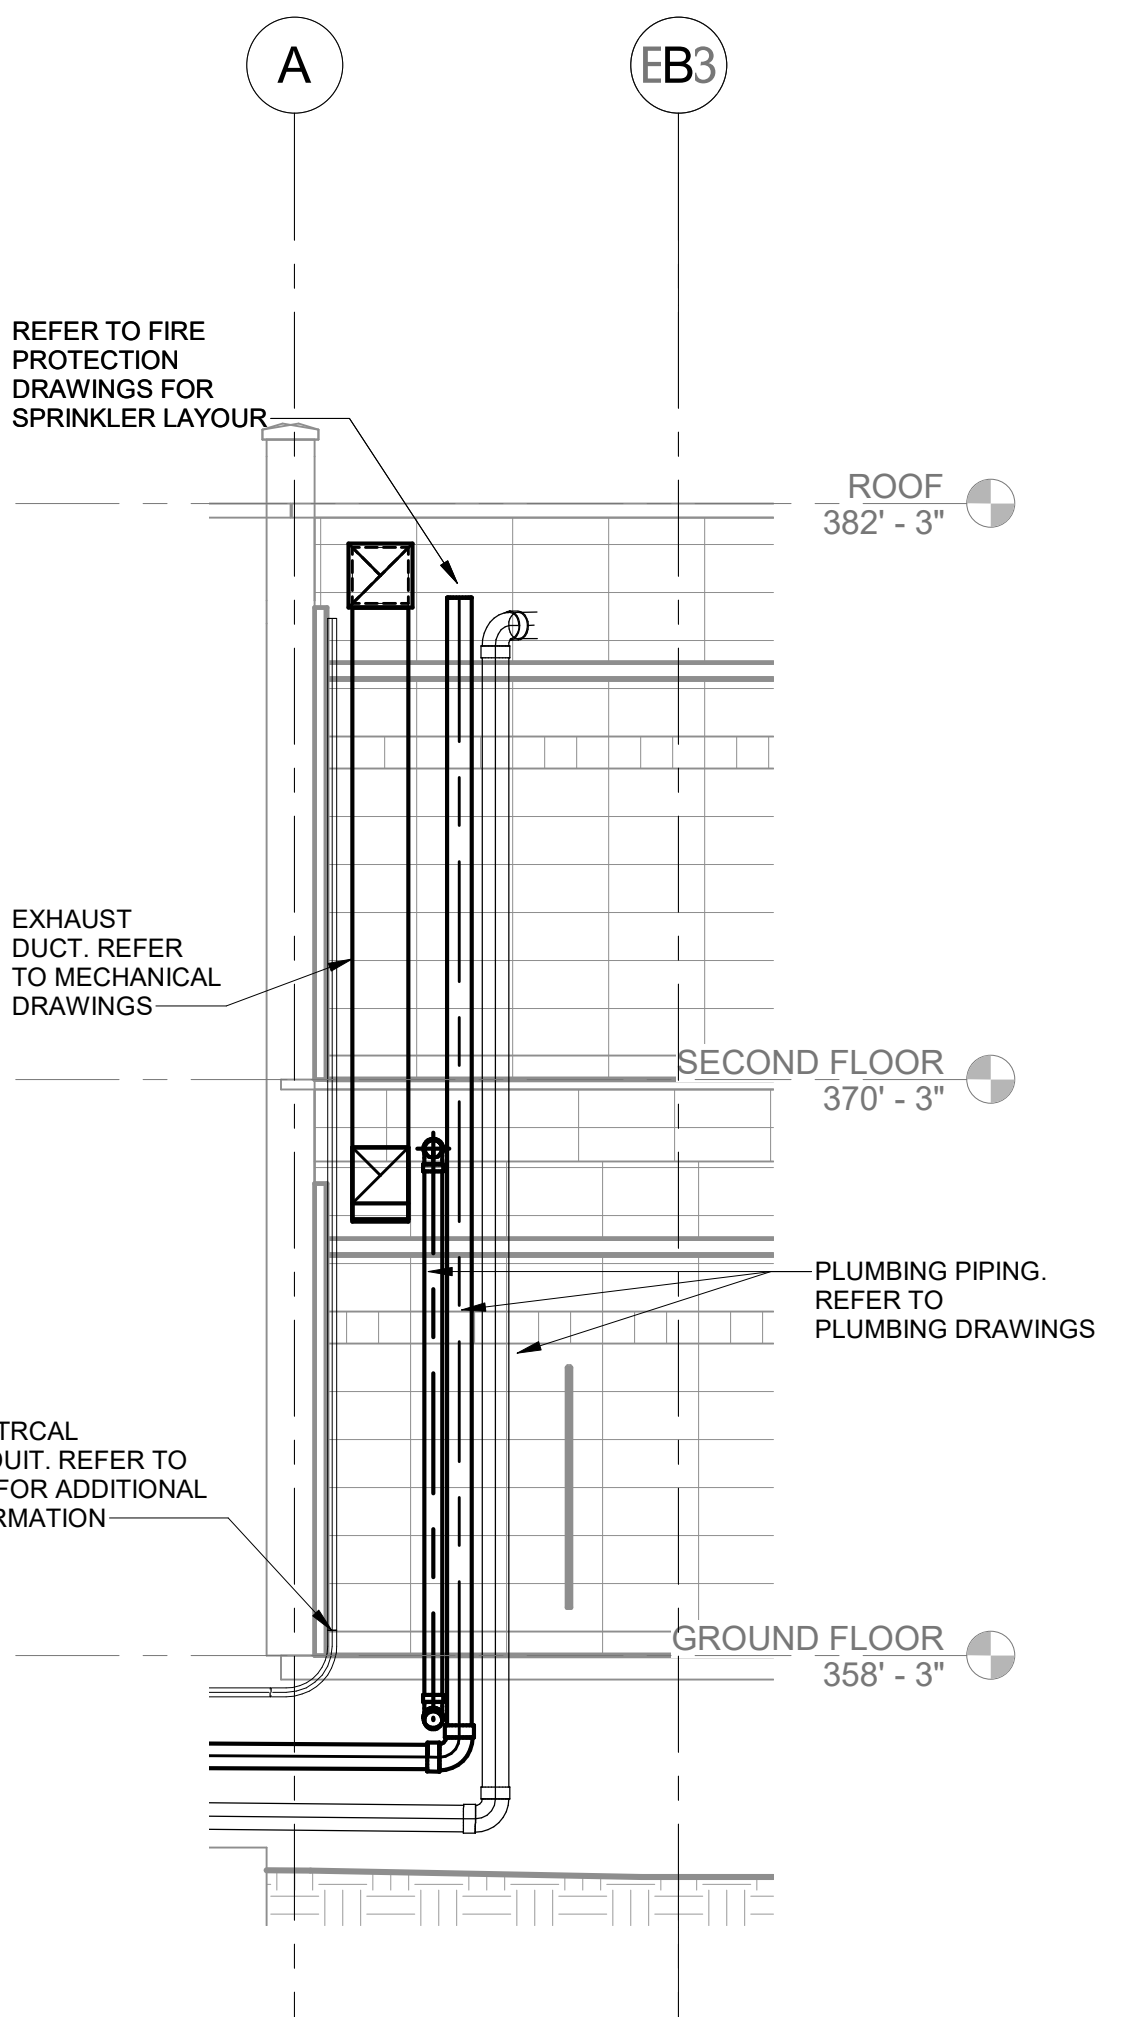 A
EB3
REFER TO FIRE
PROTECTION
DRAWINGS FOR
SPRINKLER LAYOUR
ROOF
382' - 3"
EXHAUST
DUCT. REFER
TO MECHANICAL
DRAWINGS
SECOND FLOOR
370' - 3"
PLUMBING PIPING.
REFER TO
PLUMBING DRAWINGS
TRCAL
UIT. REFER TO
FOR ADDITIONAL
RMATION
GROUND FLOOR
358' - 3"